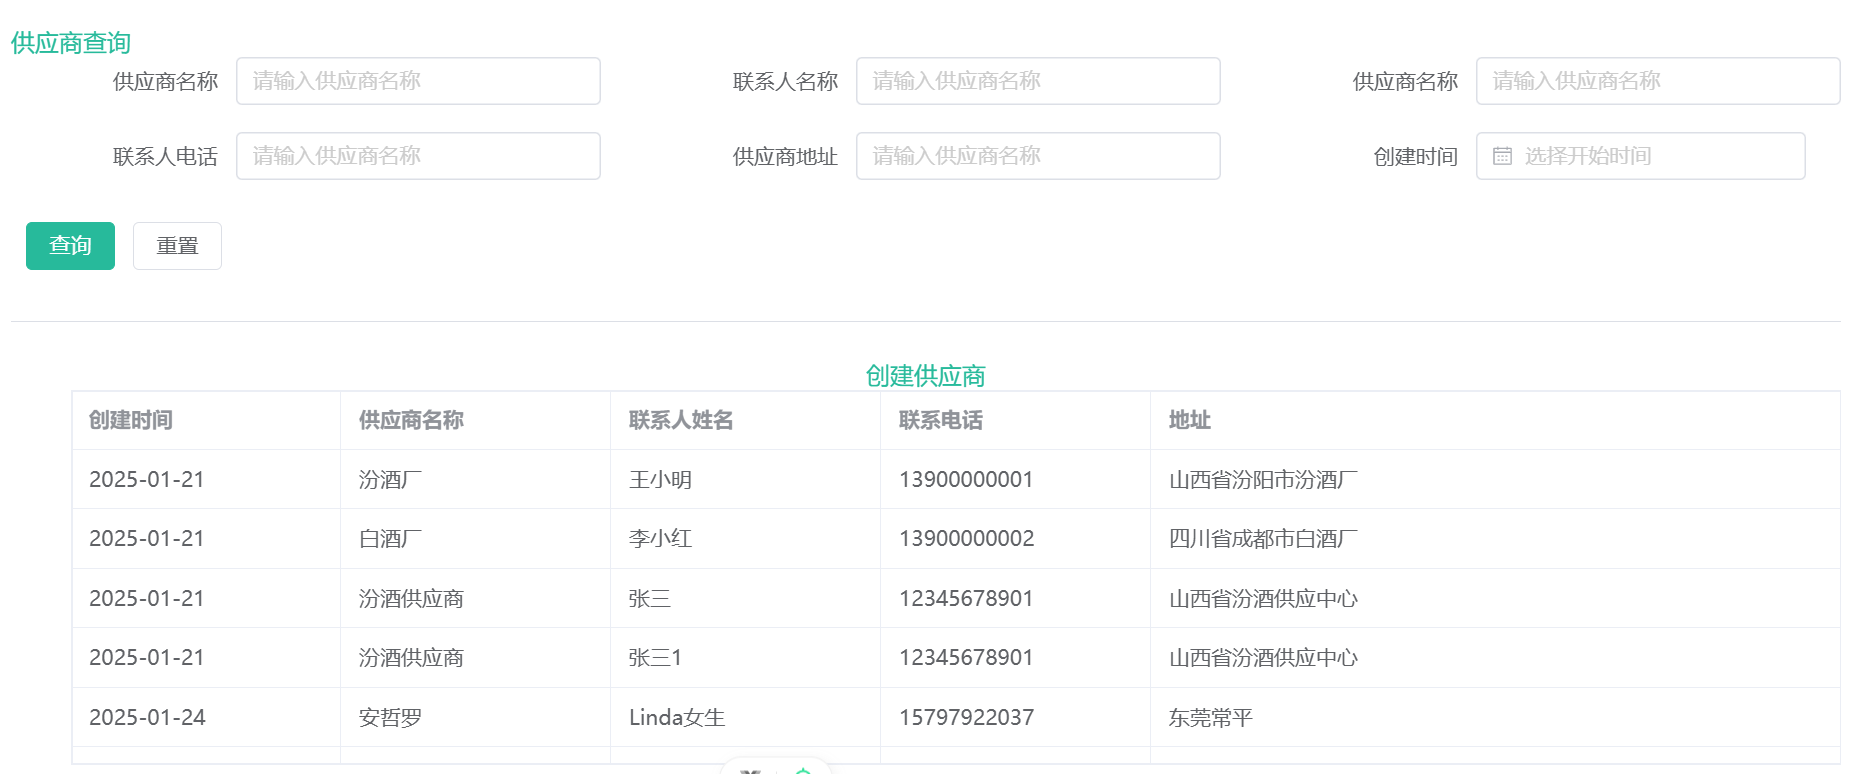 供应商查询
供应商名称 请输入供应商名称 联系人名称 请输入供应商名称 供应商名称 请输入供应商名称
联系人电话 请输入供应商名称 供应商地址 请输入供应商名称 创建时间 选择开始时间
查询 重置
创建供应商
创建时间 供应商名称 联系人姓名 联系电话 地址
2025-01-21 汾酒厂 王小明 13900000001 山西省汾阳市汾酒厂
2025-01-21 白酒厂 李小红 13900000002 四川省成都市白酒厂
2025-01-21 汾酒供应商 张三 12345678901 山西省汾酒供应中心
2025-01-21 汾酒供应商 张三1 12345678901 山西省汾酒供应中心
2025-01-24 安哲罗 Linda女生 15797922037 东莞常平